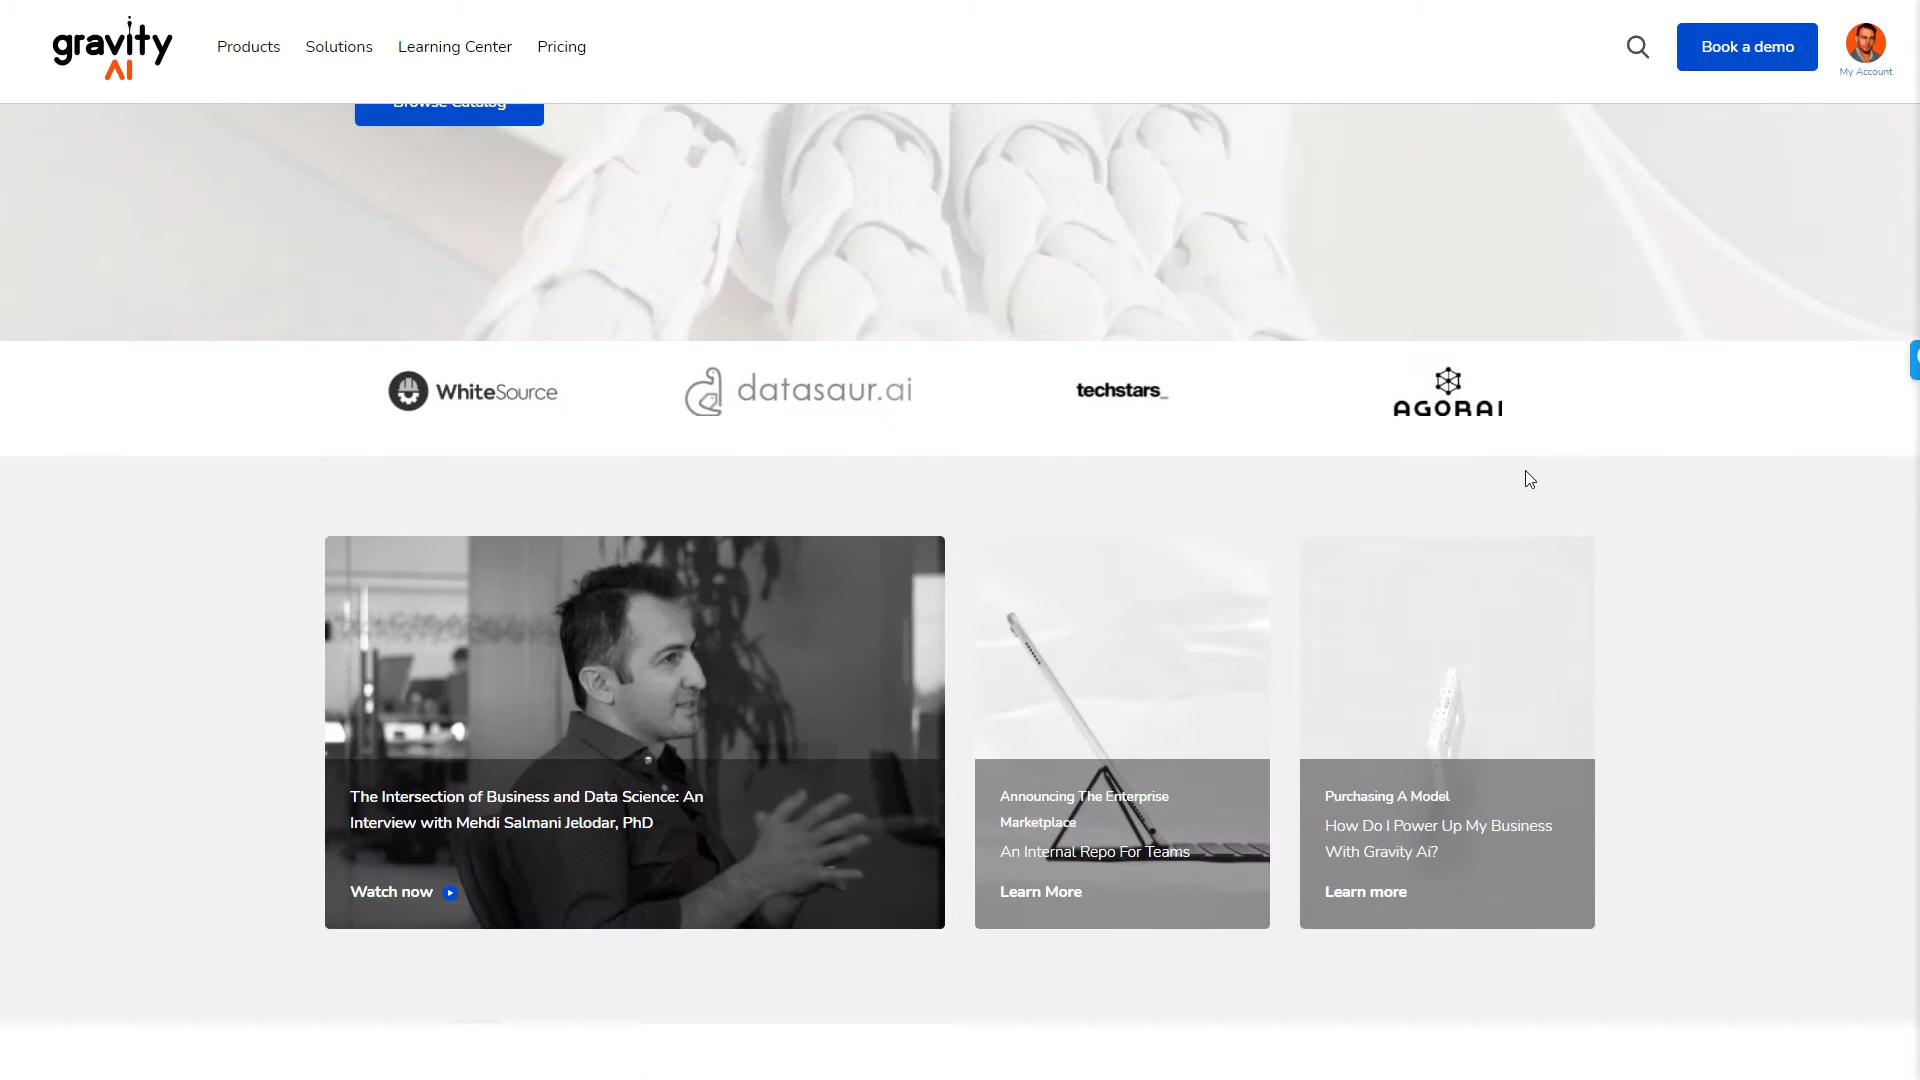 gravity
AI
Products
Solutions
Learning Center
Pricing
Book a demo
My Account
Browse Catalog
WhiteSource
datasaur.ai
techstars_
AGORAI
The Intersection of Business and Data Science: An
Interview with Mehdi Salmani Jelodar, PhD
Watch now
Announcing The Enterprise
Marketplace
An Internal Repo For Teams
Learn More
Purchasing A Model
How Do I Power Up My Business
With Gravity Ai?
Learn more